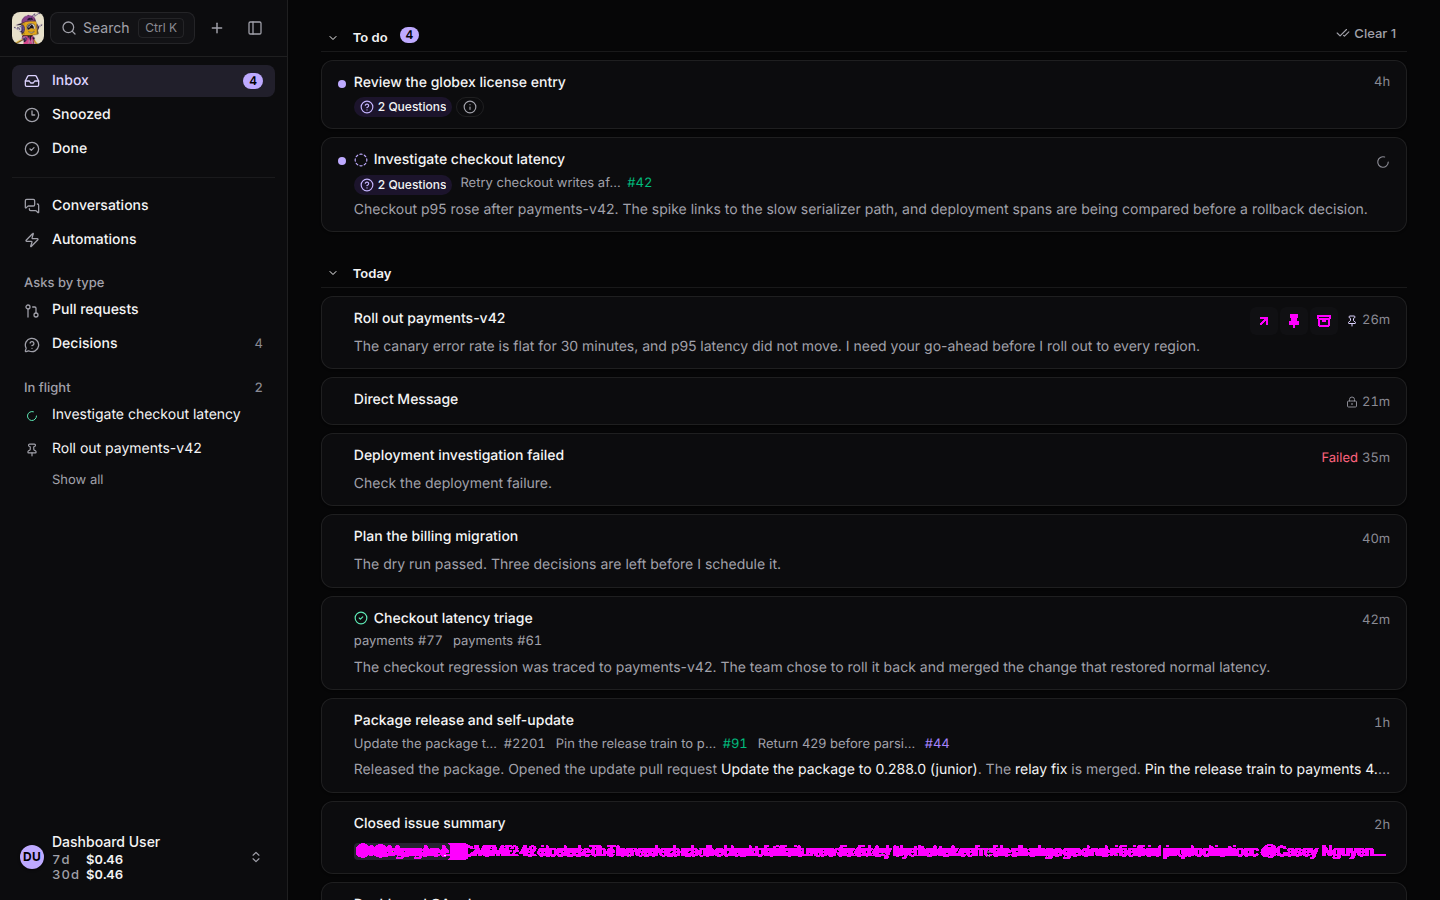 Search Ctrl K
Inbox 4
Snoozed
Done
Conversations
Automations
Asks by type
Pull requests
Decisions 4
In flight 2
Investigate checkout latency
Roll out payments-v42
Show all
DU Dashboard User
7d $0.46
30d $0.46
To do 4 Clear 1
Review the globex license entry 4h
2 Questions
Investigate checkout latency
2 Questions Retry checkout writes af... #42
Checkout p95 rose after payments-v42. The spike links to the slow serializer path, and deployment spans are being compared before a rollback decision.
Today
Roll out payments-v42 26m
The canary error rate is flat for 30 minutes, and p95 latency did not move. I need your go-ahead before I roll out to every region.
Direct Message 21m
Deployment investigation failed Failed 35m
Check the deployment failure.
Plan the billing migration 40m
The dry run passed. Three decisions are left before I schedule it.
Checkout latency triage 42m
payments #77 payments #61
The checkout regression was traced to payments-v42. The team chose to roll it back and merged the change that restored normal latency.
Package release and self-update 1h
Update the package t... #2201 Pin the release train to p... #91 Return 429 before parsi... #44
Released the package. Opened the update pull request Update the package to 0.288.0 (junior). The relay fix is merged. Pin the release train to payments 4....
Closed issue summary 2h
Casey Nguyen